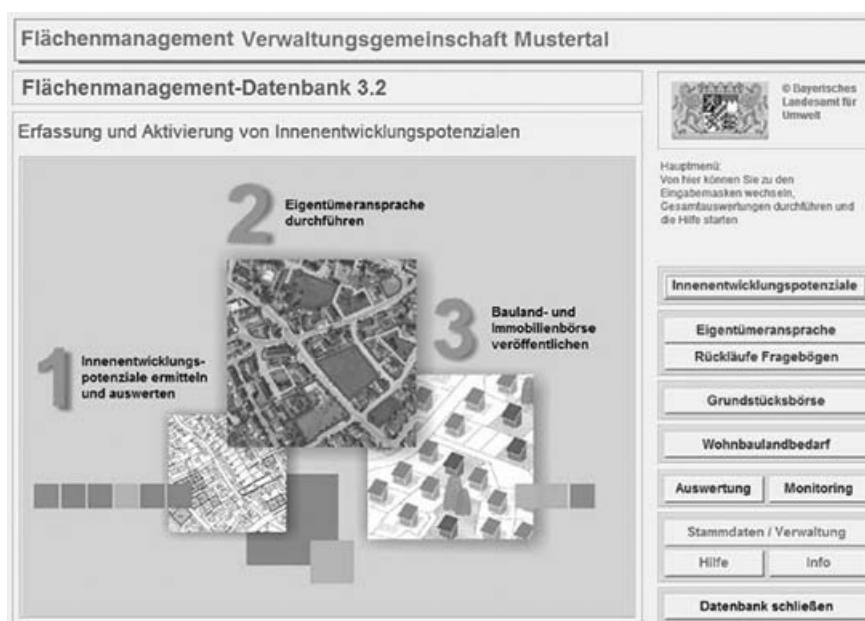 Flächenmanagement Verwaltungsgemeinschaft Mustertal
Flächenmanagement-Datenbank 3.2
Erfassung und Aktivierung von Innenentwicklungspotenzialen
1
Innenentwicklungs-
potenziale ermitteln
und auswerten
2
Eigentümeransprache
durchführen
3
Bauland- und
Immobilienbörse
veröffentlichen
© Bayerisches
Landesamt für
Umwelt
Hauptmenü:
Von hier können Sie zu den
Eingabemasken wechseln,
Gesamtauswertungen durchführen und
die Hilfe starten
Innenentwicklungspotenziale
Eigentümeransprache
Rückläufe Fragebögen
Grundstücksbörse
Wohnbaulandbedarf
Auswertung Monitoring
Stammdaten / Verwaltung
Hilfe Info
Datenbank schließen